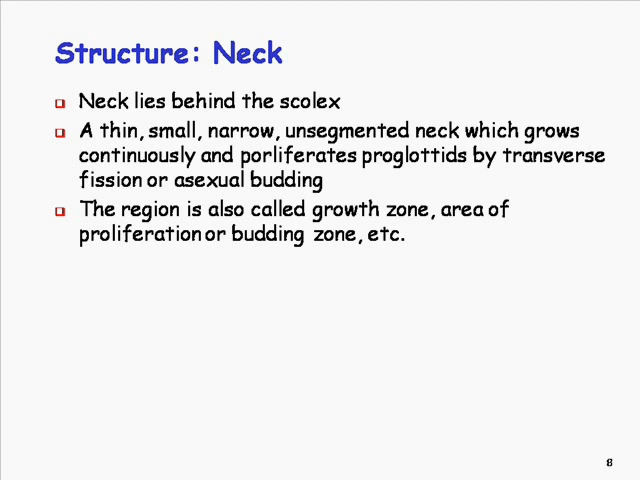 Structure: Neck
Neck lies behind the scolex
A thin, small, narrow, unsegmented neck which grows
continuously and porliferates proglottids by transverse
fission or asexual budding
The region is also called growth zone, area of
proliferation or budding zone, etc.
8